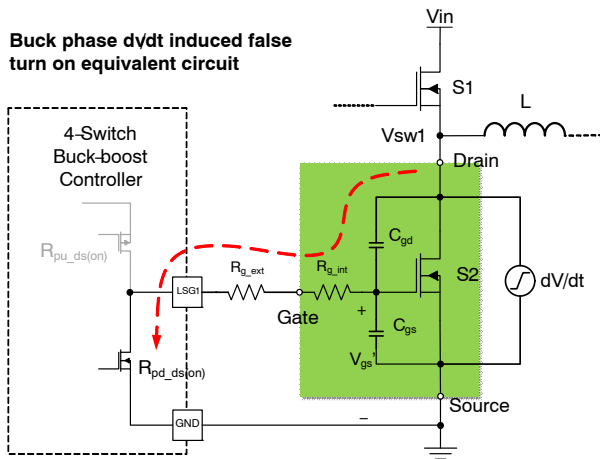 Buck phase dv/dt induced false
turn on equivalent circuit
Vin
S1
L
Vsw1
Drain
4-Switch
Buck-boost
Controller
Rpu_ds(on)
Cgd
S2
dV/dt
LSG1
Rg_ext
Rg_int
Gate
+
Cgs
Vgs'
Rpd_ds(on)
Source
GND
–